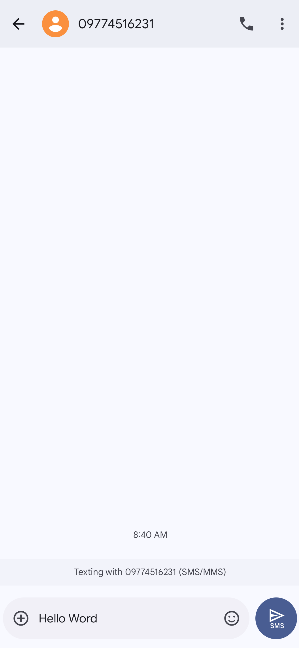 09774516231
8:40 AM
Texting with 09774516231 (SMS/MMS)
Hello Word
SMS